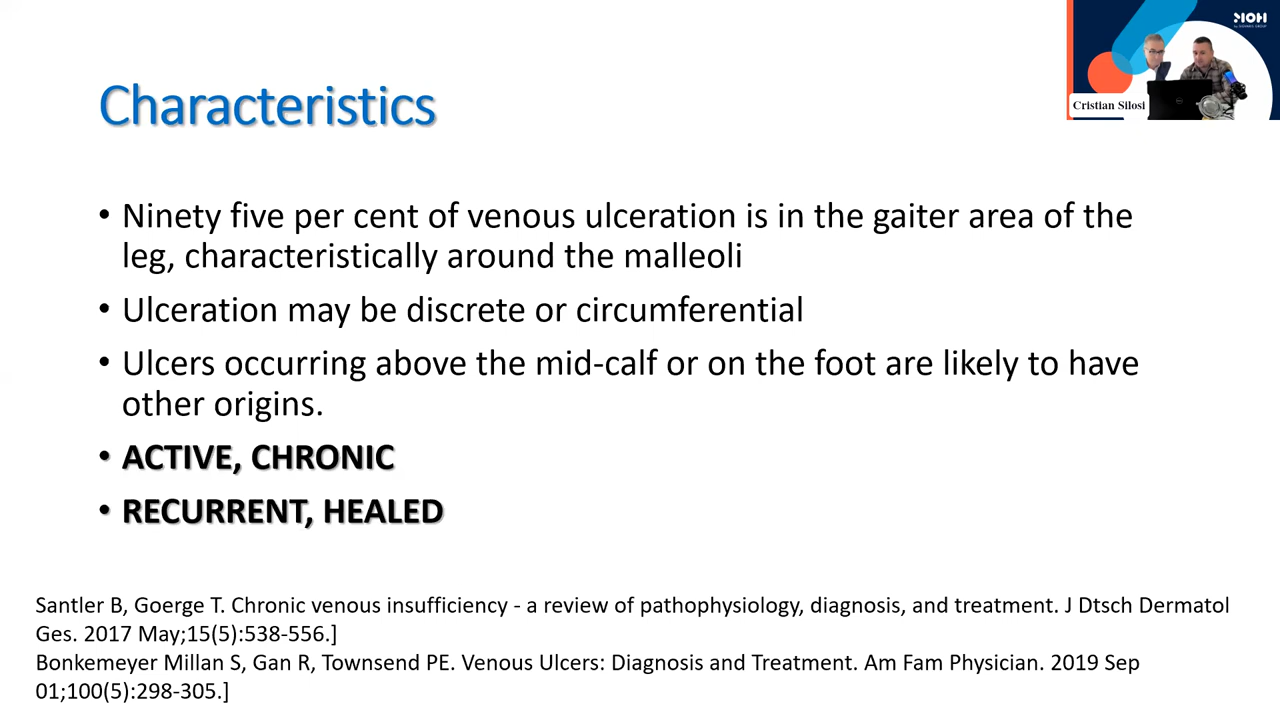 Characteristics
• Ninety five per cent of venous ulceration is in the gaiter area of the
leg, characteristically around the malleoli
• Ulceration may be discrete or circumferential
• Ulcers occurring above the mid-calf or on the foot are likely to have
other origins.
• ACTIVE, CHRONIC
• RECURRENT, HEALED
Santler B, Goerge T. Chronic venous insufficiency - a review of pathophysiology, diagnosis, and treatment. J Dtsch Dermatol
Ges. 2017 May;15(5):538-556.]
Bonkemeyer Millan S, Gan R, Townsend PE. Venous Ulcers: Diagnosis and Treatment. Am Fam Physician. 2019 Sep
01;100(5):298-305.]
Cristian Silosi